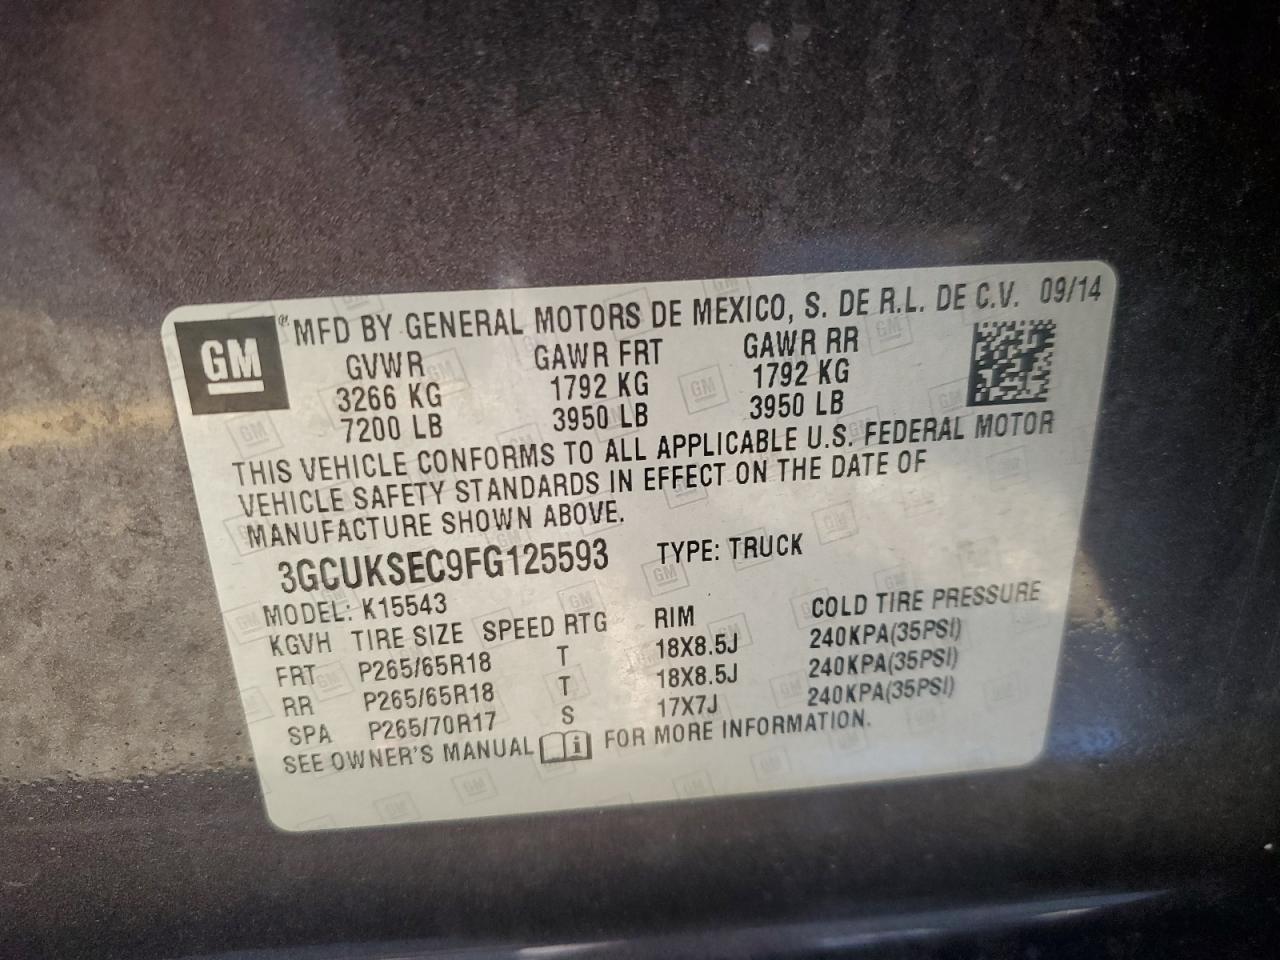 GM ® MFD BY GENERAL MOTORS DE MEXICO, S. DE R.L. DE C.V. 09/14
GVWR GAWR FRT GAWR RR
3266 KG 1792 KG 1792 KG
7200 LB 3950 LB 3950 LB
THIS VEHICLE CONFORMS TO ALL APPLICABLE U.S. FEDERAL MOTOR
VEHICLE SAFETY STANDARDS IN EFFECT ON THE DATE OF
MANUFACTURE SHOWN ABOVE.
3GCUKSEC9FG125593 TYPE: TRUCK
MODEL: K15543
KGVH TIRE SIZE SPEED RTG RIM COLD TIRE PRESSURE
FRT P265/65R18 T 18X8.5J 240KPA(35PSI)
RR P265/65R18 T 18X8.5J 240KPA(35PSI)
SPA P265/70R17 S 17X7J 240KPA(35PSI)
SEE OWNER'S MANUAL i FOR MORE INFORMATION.